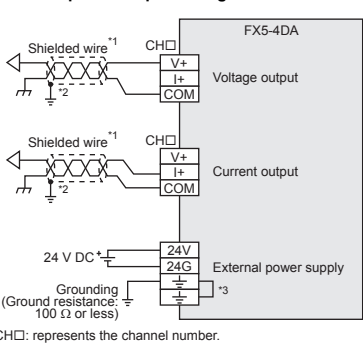 FX5-4DA
Shielded wire*1
CH□
V+
I+
COM
*2
Voltage output
Shielded wire*1
CH□
V+
I+
COM
*2
Current output
24 V DC
24V
24G
External power supply
*3
Grounding
(Ground resistance:
100 Ω or less)
CH□: represents the channel number.